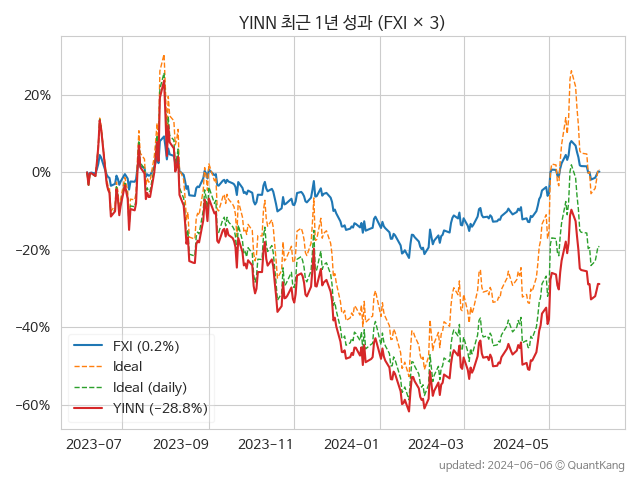 YINN 최근 1년 성과 (FXI × 3)
20%
0%
−20%
−40%
−60%
FXI (0.2%)
Ideal
Ideal (daily)
YINN (−28.8%)
2023-07 2023-09 2023-11 2024-01 2024-03 2024-05
updated: 2024-06-06 ⓒ QuantKang